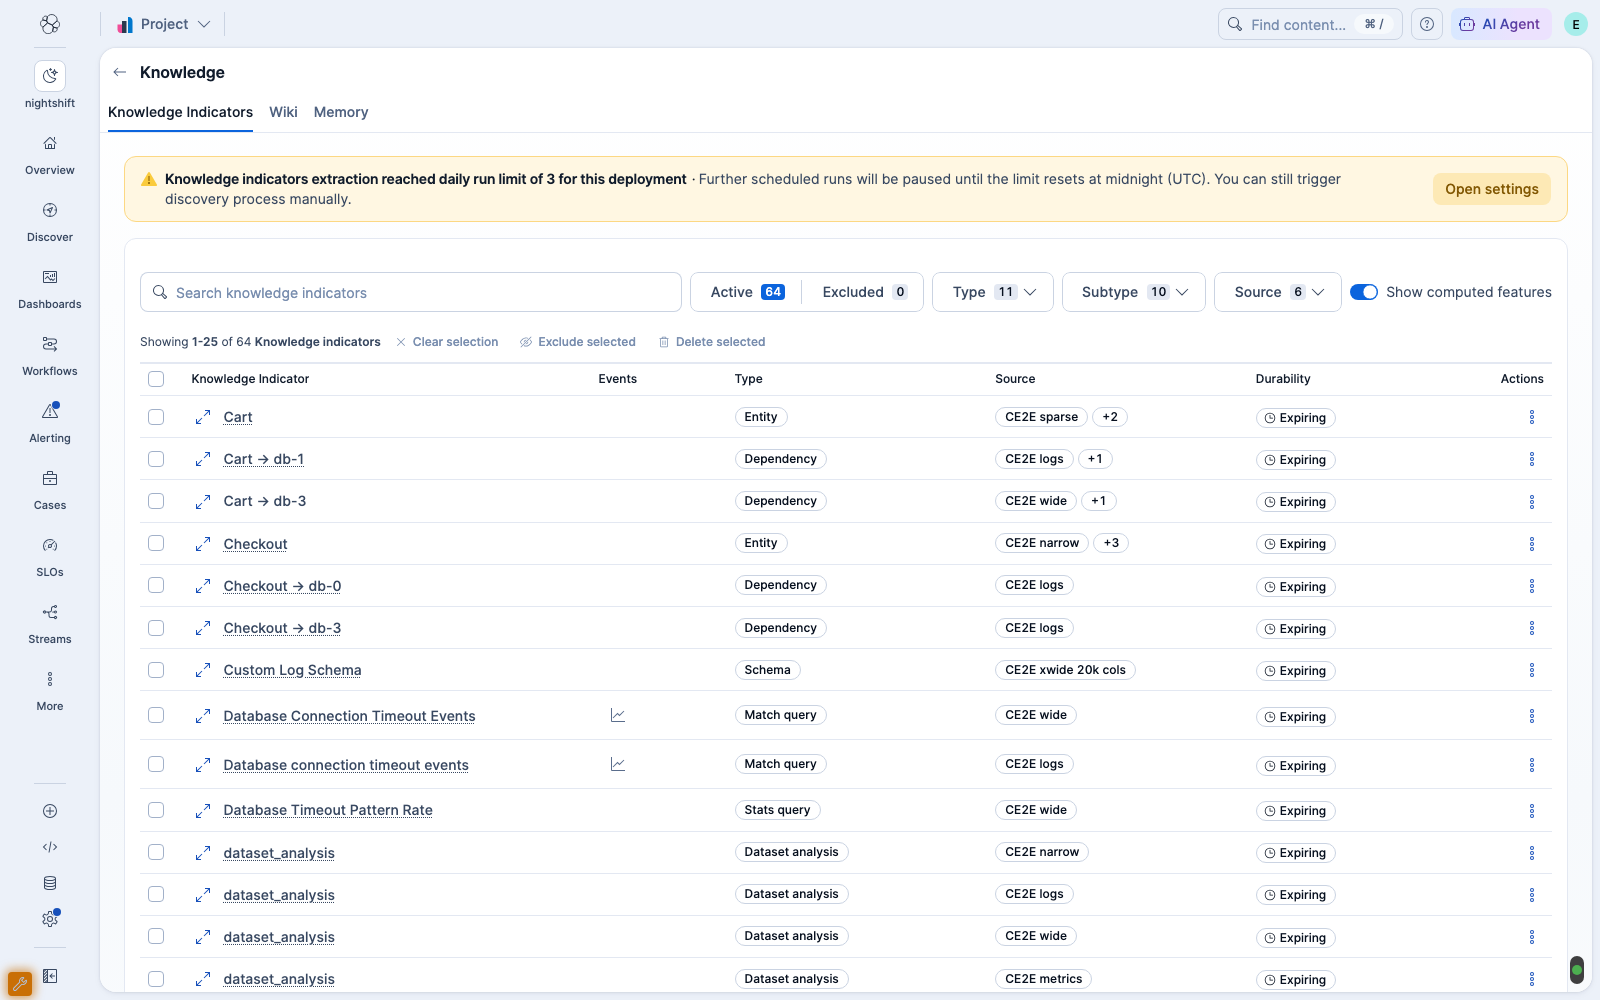 Project
Find content...
⌘ /
AI Agent
E
nightshift
Overview
Discover
Dashboards
Workflows
Alerting
Cases
SLOs
Streams
More
Knowledge
Knowledge Indicators
Wiki
Memory
Knowledge indicators extraction reached daily run limit of 3 for this deployment · Further scheduled runs will be paused until the limit resets at midnight (UTC). You can still trigger
discovery process manually.
Open settings
Search knowledge indicators
Active 64
Excluded 0
Type 11
Subtype 10
Source 6
Show computed features
Showing 1-25 of 64 Knowledge indicators
Clear selection
Exclude selected
Delete selected
Knowledge Indicator Events Type Source Durability Actions
Cart Entity CE2E sparse +2 Expiring
Cart → db-1 Dependency CE2E logs +1 Expiring
Cart → db-3 Dependency CE2E wide +1 Expiring
Checkout Entity CE2E narrow +3 Expiring
Checkout → db-0 Dependency CE2E logs Expiring
Checkout → db-3 Dependency CE2E logs Expiring
Custom Log Schema Schema CE2E xwide 20k cols Expiring
Database Connection Timeout Events Match query CE2E wide Expiring
Database connection timeout events Match query CE2E logs Expiring
Database Timeout Pattern Rate Stats query CE2E wide Expiring
dataset_analysis Dataset analysis CE2E narrow Expiring
dataset_analysis Dataset analysis CE2E logs Expiring
dataset_analysis Dataset analysis CE2E wide Expiring
dataset_analysis Dataset analysis CE2E metrics Expiring